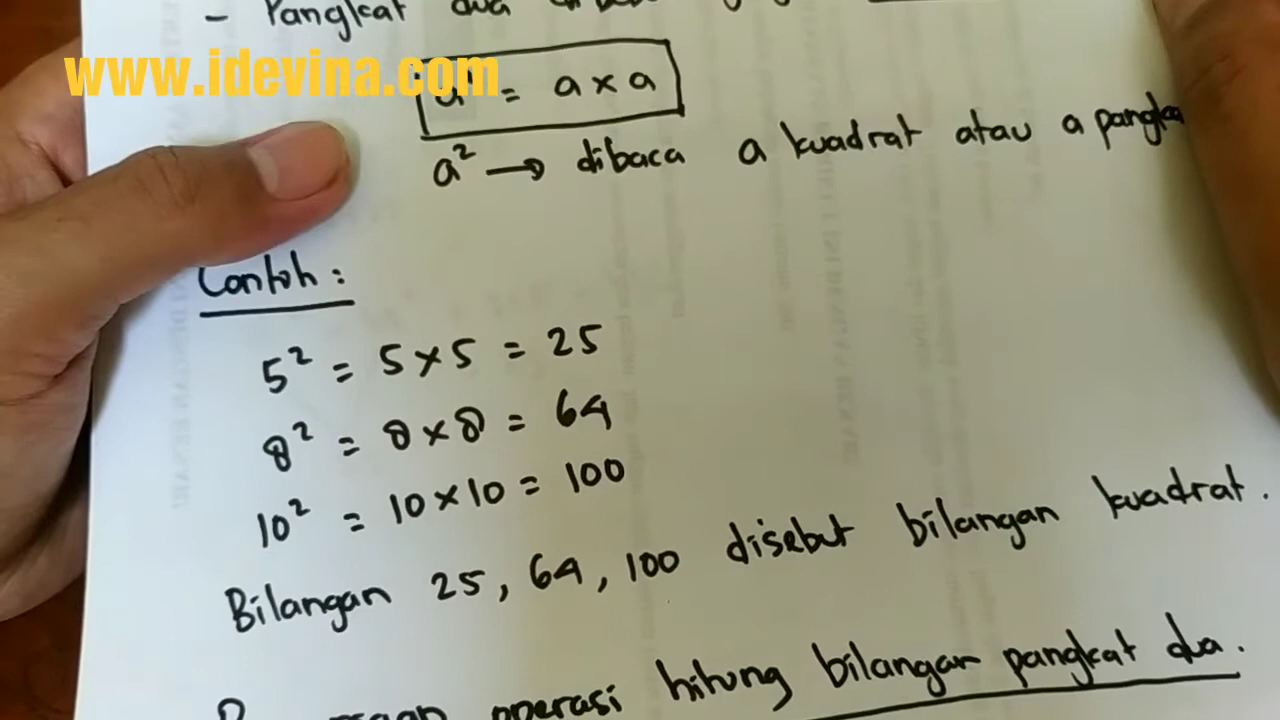 - Pangkat dua
www.idevina.com
= a × a
a² → dibaca a kuadrat atau a
Contoh :
5² = 5 × 5 = 25
8² = 8 × 8 = 64
10² = 10 × 10 = 100
Bilangan 25, 64, 100 disebut bilangan kuadrat.
operasi hitung bilangan pangkat dua.